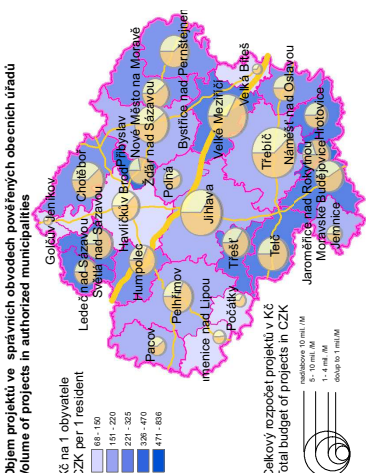 Objem projektů ve správních obvodech pověřených obecních úřadů
Volume of projects in authorized municipalities
Kč na 1 obyvatele
CZK per 1 resident
68 - 150
151 - 220
221 - 325
326 - 470
471 - 836
Golčův Jeníkov
Chotěboř
Ledeč nad Sázavou
Světlá nad Sázavou
Havlíčkův Brod
Přibyslav
Nové Město na Moravě
Žďár nad Sázavou
Bystřice nad Pernštejnem
Humpolec
Polná
Pacov
Pelhřimov
Jihlava
Velké Meziříčí
Velká Bíteš
menice nad Lipou
Počátky
Třešť
Telč
Třebíč
Náměšť nad Oslavou
Jaroměřice nad Rokytnou
Moravské Budějovice
Hrotovice
Jemnice
Celkový rozpočet projektů v Kč
otal budget of projects in CZK
nad/above 10 mil. /M
5 - 10 mil. /M
1 - 4 mil. /M
do/up to 1 mil./M